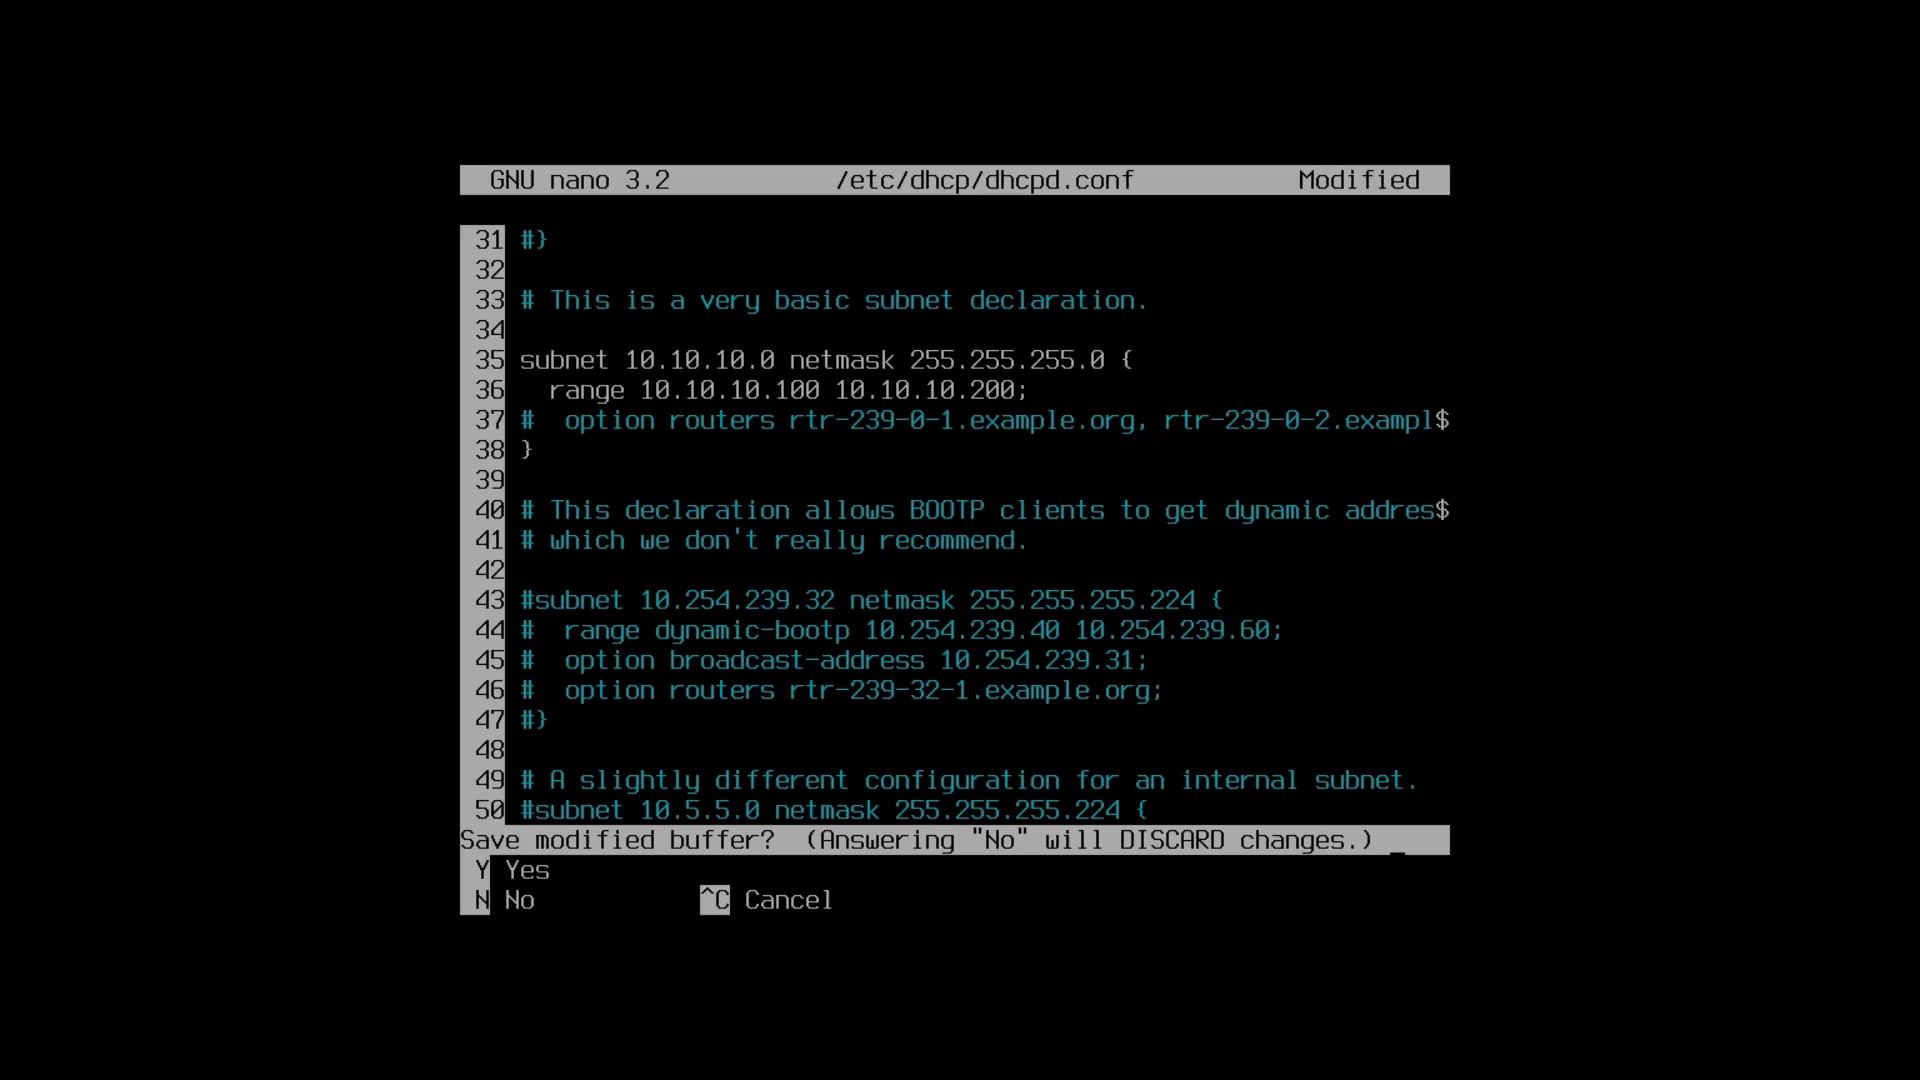 GNU nano 3.2 /etc/dhcp/dhcpd.conf Modified
31 #}
32
33 # This is a very basic subnet declaration.
34
35 subnet 10.10.10.0 netmask 255.255.255.0 {
36   range 10.10.10.100 10.10.10.200;
37 #  option routers rtr-239-0-1.example.org, rtr-239-0-2.exampl$
38 }
39
40 # This declaration allows BOOTP clients to get dynamic addres$
41 # which we don't really recommend.
42
43 #subnet 10.254.239.32 netmask 255.255.255.224 {
44 #  range dynamic-bootp 10.254.239.40 10.254.239.60;
45 #  option broadcast-address 10.254.239.31;
46 #  option routers rtr-239-32-1.example.org;
47 #}
48
49 # A slightly different configuration for an internal subnet.
50 #subnet 10.5.5.0 netmask 255.255.255.224 {
Save modified buffer?  (Answering "No" will DISCARD changes.) _
Y Yes
N No ^C Cancel